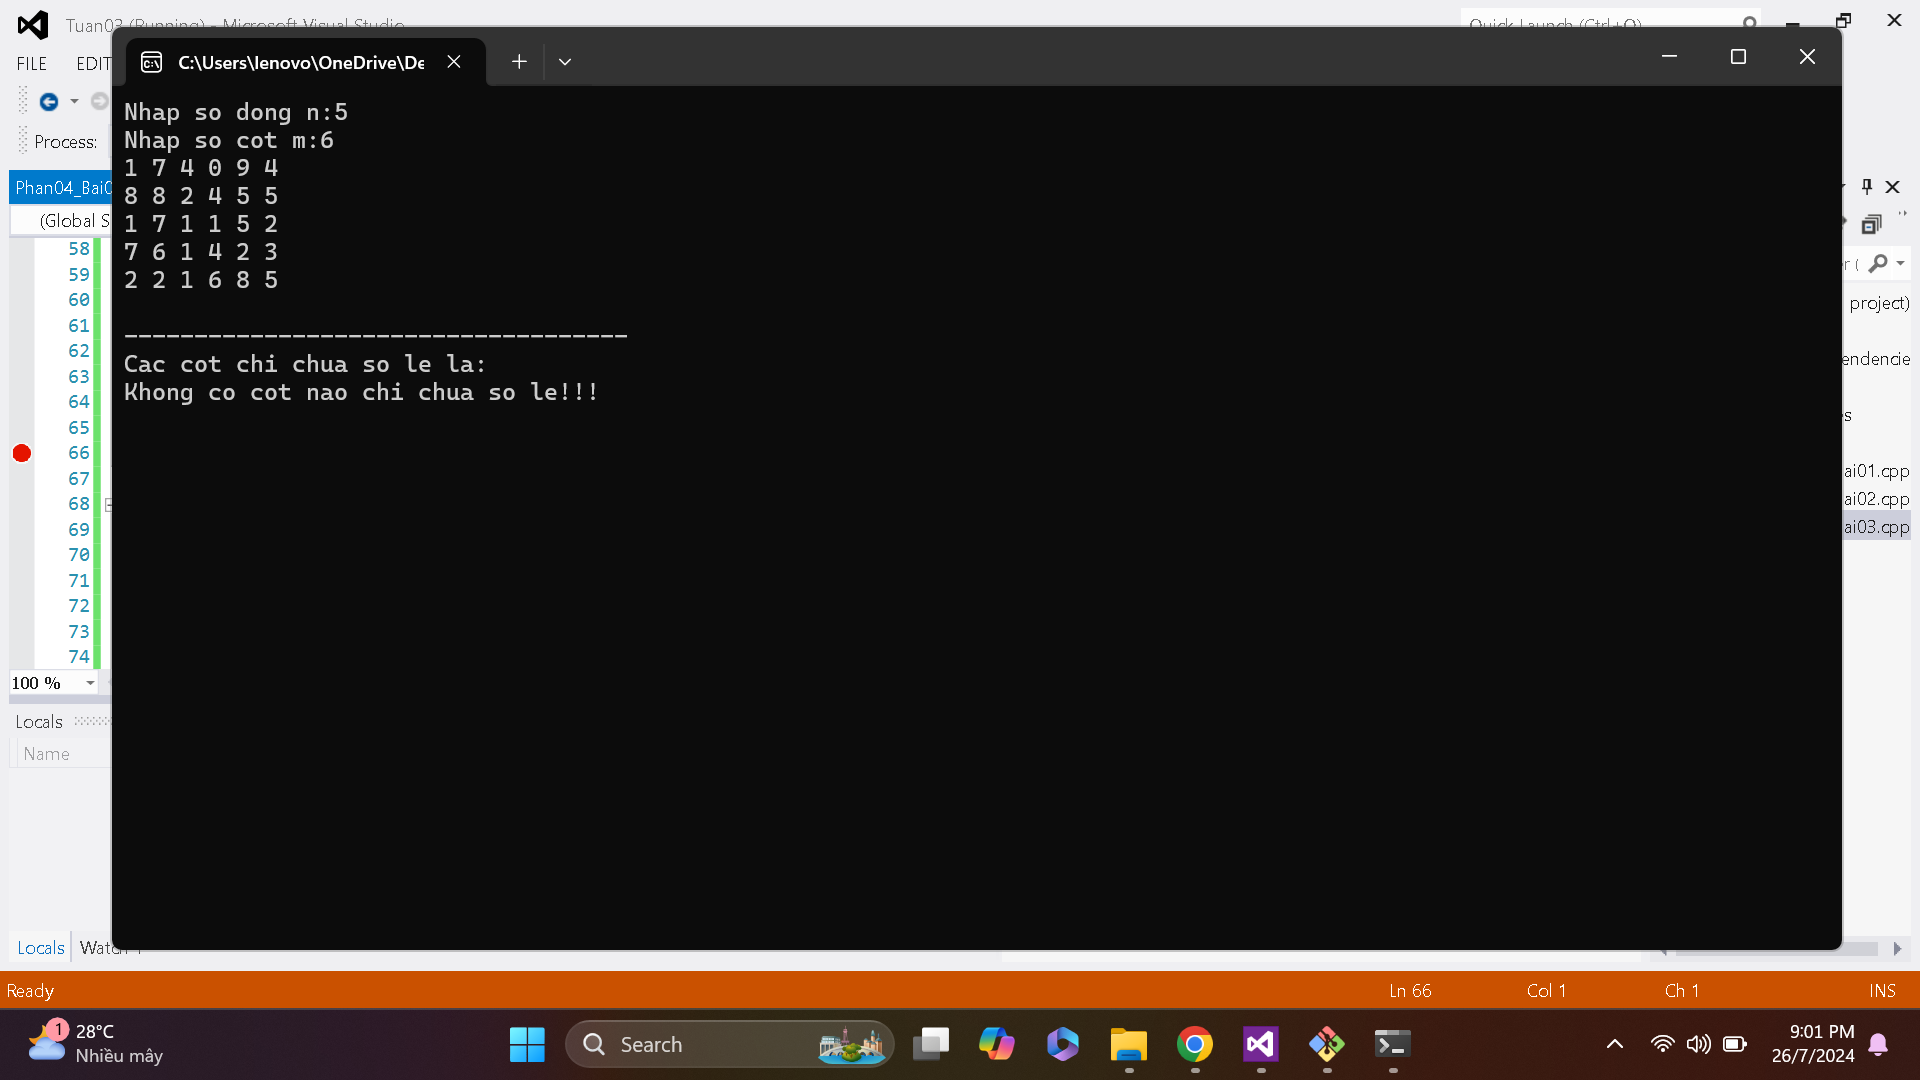 Tuan03 (Running) - Microsoft Visual Studio
Quick Launch (Ctrl+Q)
C:\Users\lenovo\OneDrive\De
FILE EDIT
Process:
Phan04_Bai0
(Global S
Nhap so dong n:5
Nhap so cot m:6
1 7 4 0 9 4
8 8 2 4 5 5
1 7 1 1 5 2
7 6 1 4 2 3
2 2 1 6 8 5
------------------------------------
Cac cot chi chua so le la:
Khong co cot nao chi chua so le!!!
58
59
60
61
62
63
64
65
66
67
68
69
70
71
72
73
74
100 %
project)
endencie
ai01.cpp
ai02.cpp
ai03.cpp
Locals
Name
Locals
Ready
Ln 66
Col 1
Ch 1
INS
1
28°C
Nhiều mây
Search
9:01 PM
26/7/2024